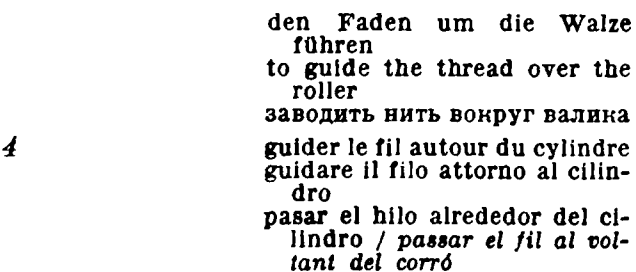 den Faden um die Walze
führen
to guide the thread over the
roller
заводить нить вокруг валика
4
guider le fil autour du cylindre
guidare il filo attorno al cilin-
dro
pasar el hilo alrededor del ci-
lindro / passar el fil al vol-
tant del corró